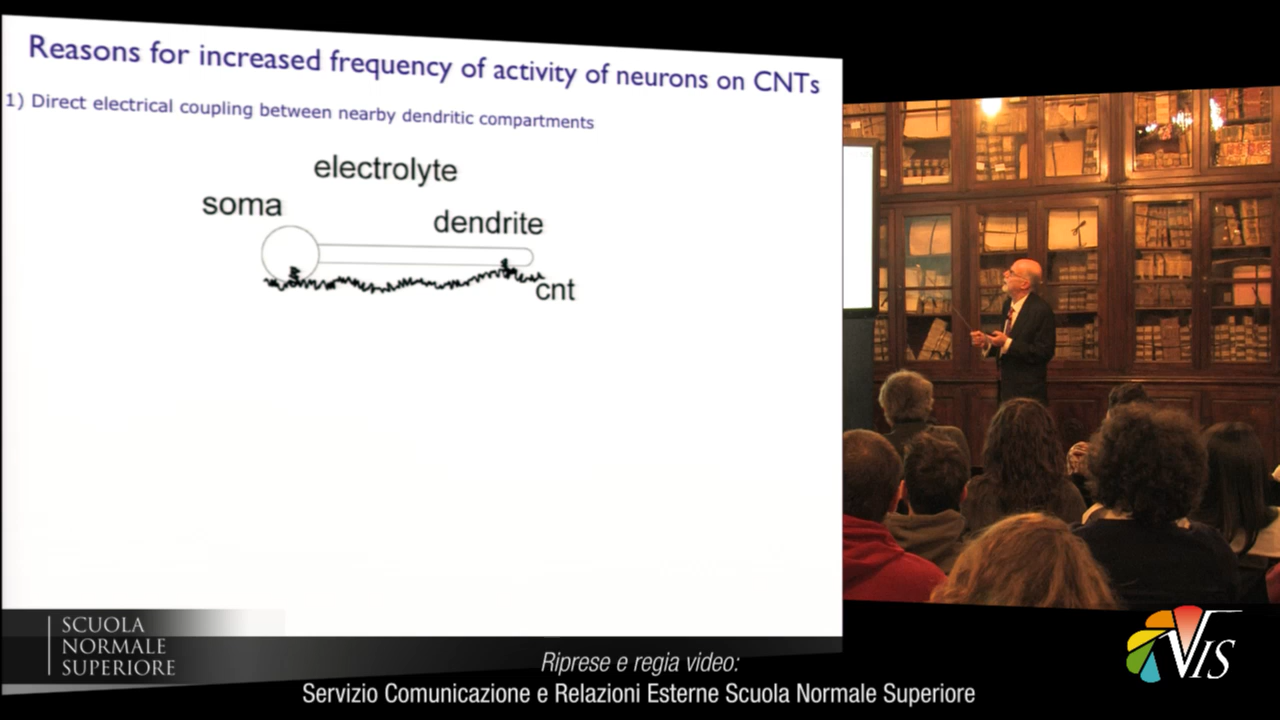 Reasons for increased frequency of activity of neurons on CNTs
1) Direct electrical coupling between nearby dendritic compartments
electrolyte
soma
dendrite
cnt
SCUOLA
NORMALE
SUPERIORE
Riprese e regia video:
Servizio Comunicazione e Relazioni Esterne Scuola Normale Superiore
VIS